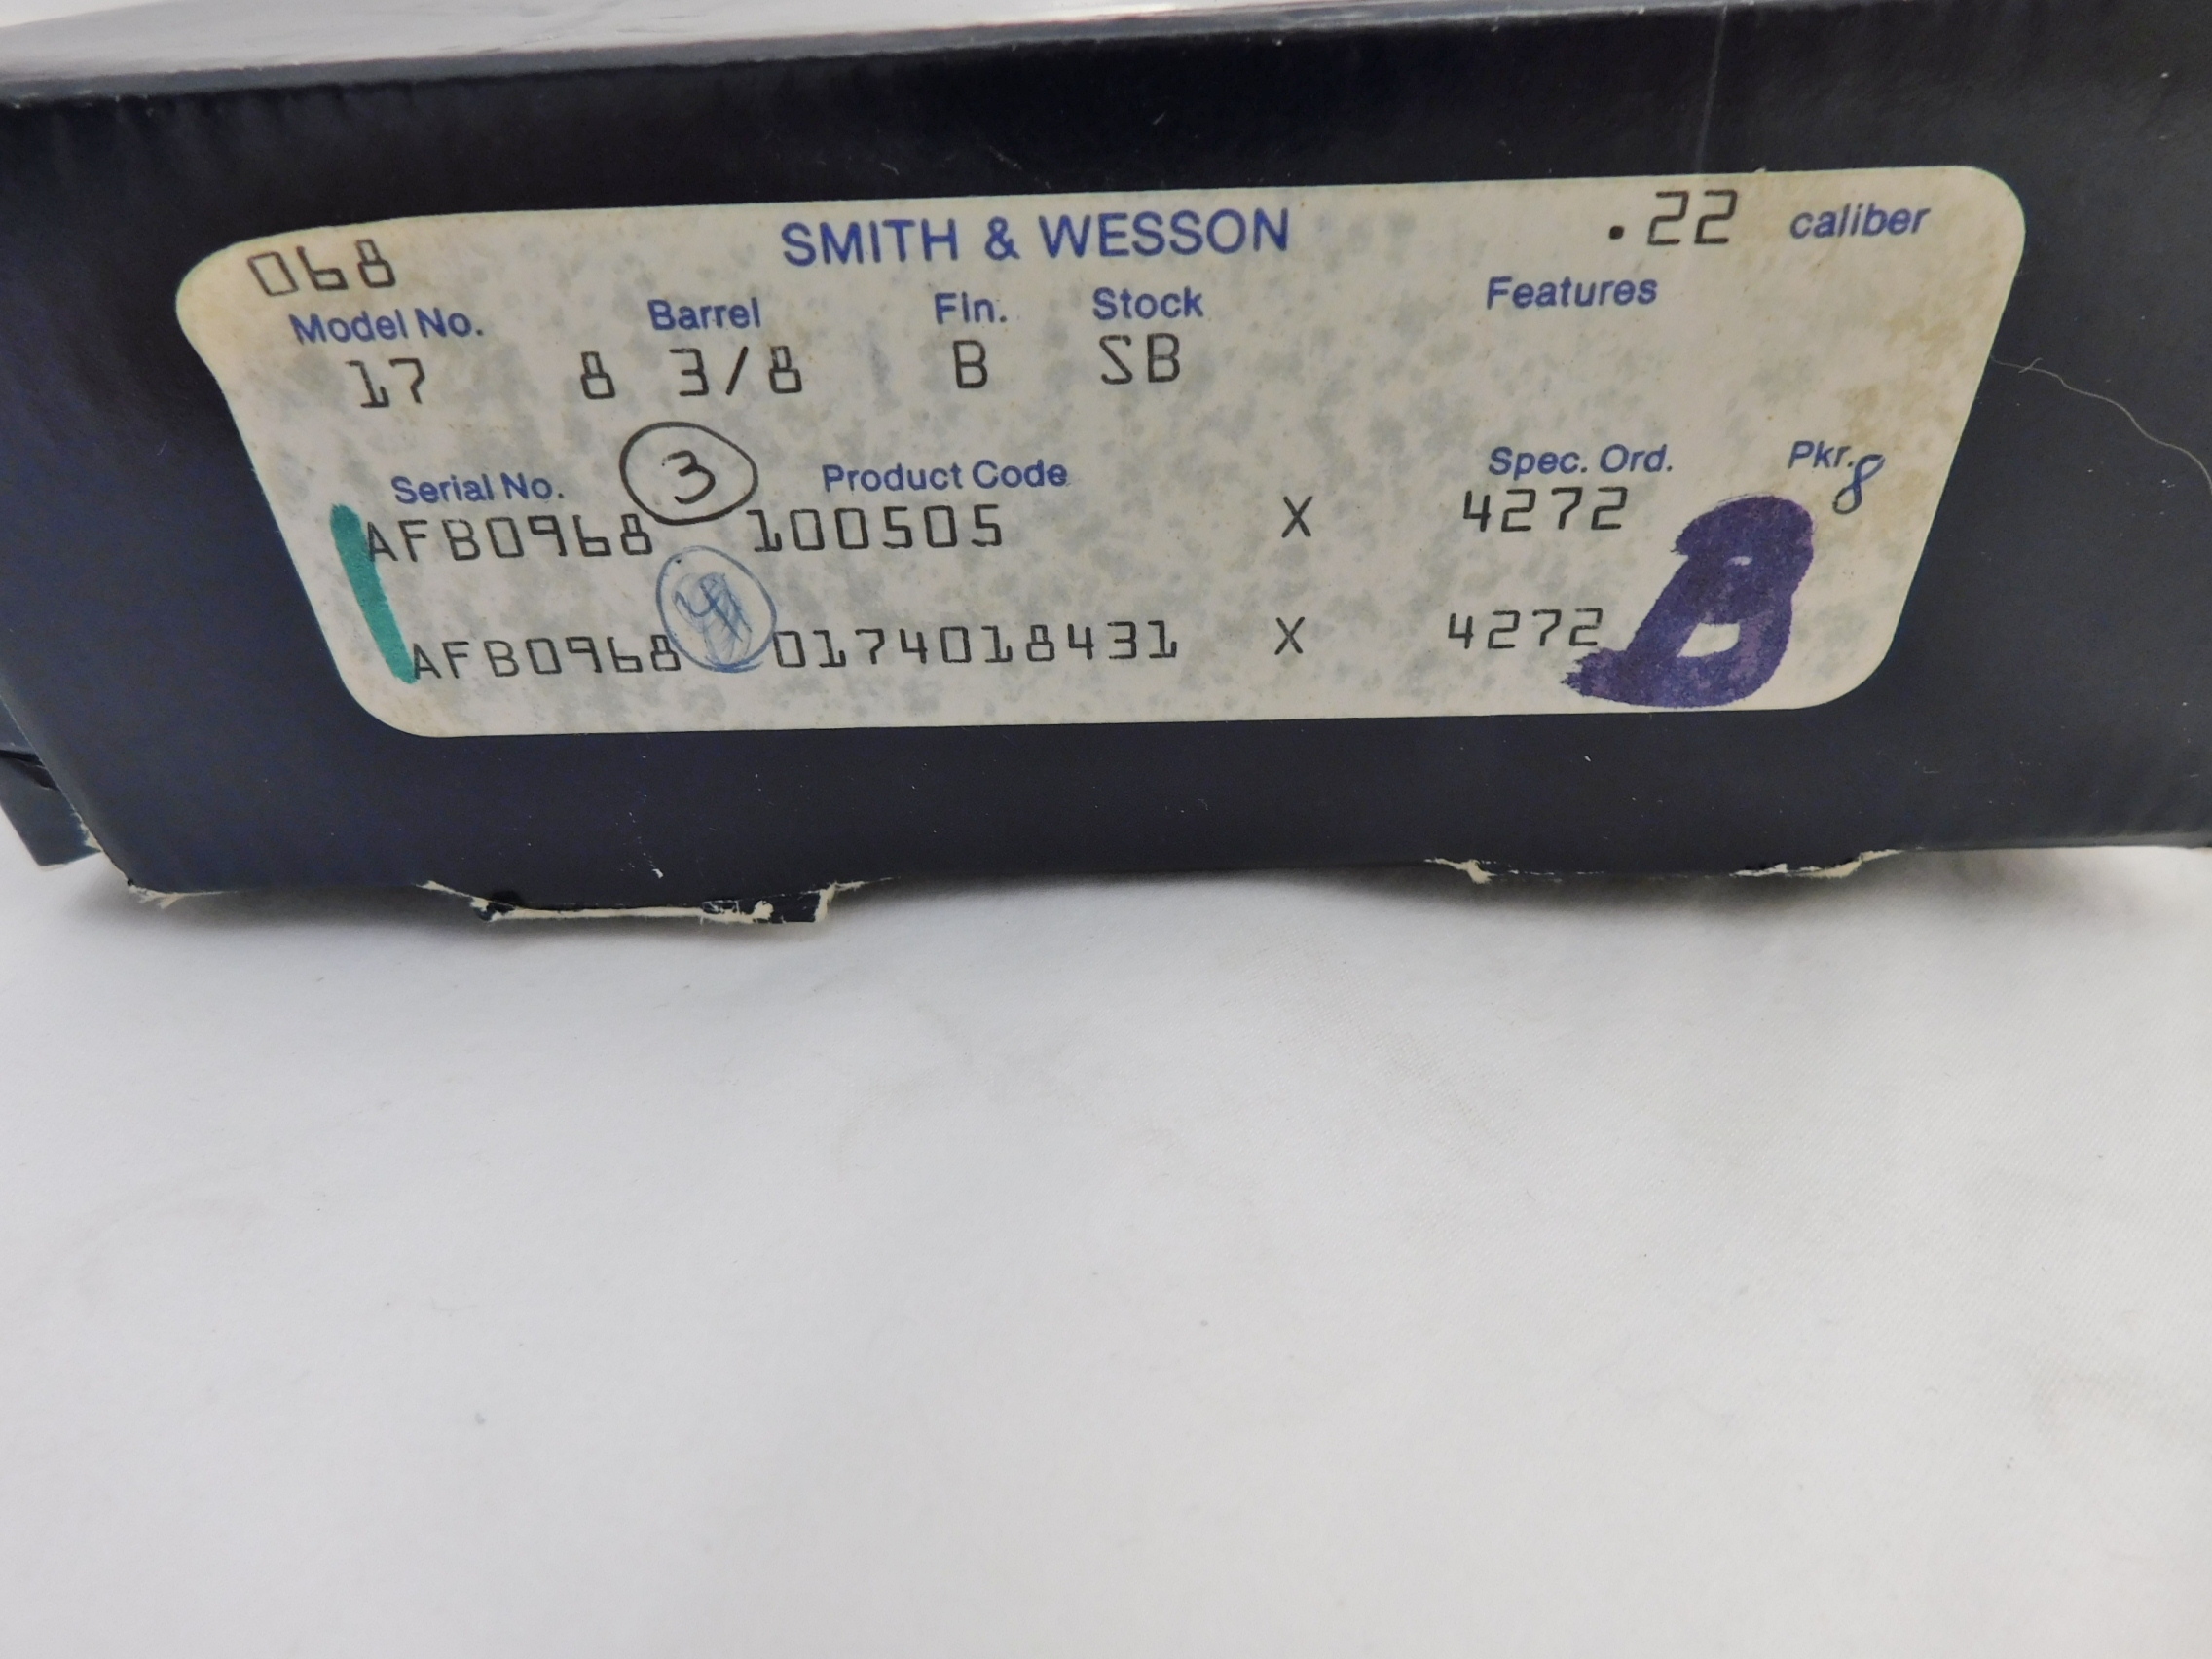 068 SMITH & WESSON .22 caliber
Model No. Barrel Fin. Stock Features
17 8 3/8 B SB
Serial No. 3 Product Code Spec. Ord. Pkr. 8
AFB0968 100505 X 4272
4
AFB0968 0174018431 X 4272 B